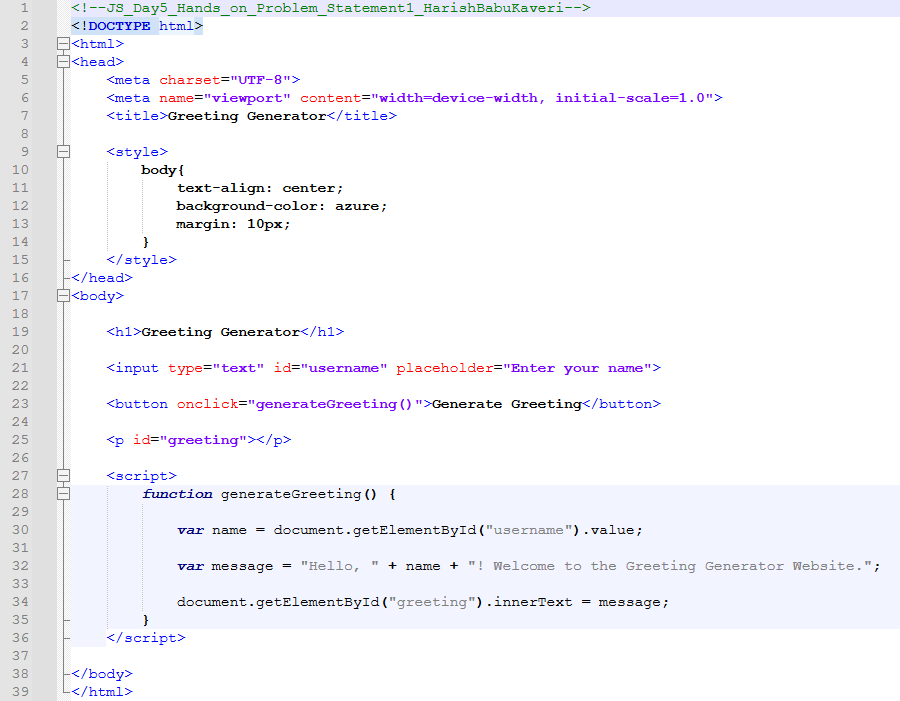 1 <!--JS_Day5_Hands_on_Problem_Statement1_HarishBabuKaveri-->
2 <!DOCTYPE html>
3 <html>
4 <head>
5     <meta charset="UTF-8">
6     <meta name="viewport" content="width=device-width, initial-scale=1.0">
7     <title>Greeting Generator</title>
8
9     <style>
10         body{
11             text-align: center;
12             background-color: azure;
13             margin: 10px;
14         }
15     </style>
16 </head>
17 <body>
18
19     <h1>Greeting Generator</h1>
20
21     <input type="text" id="username" placeholder="Enter your name">
22
23     <button onclick="generateGreeting()">Generate Greeting</button>
24
25     <p id="greeting"></p>
26
27     <script>
28         function generateGreeting() {
29
30             var name = document.getElementById("username").value;
31
32             var message = "Hello, " + name + "! Welcome to the Greeting Generator Website.";
33
34             document.getElementById("greeting").innerText = message;
35         }
36     </script>
37
38 </body>
39 </html>